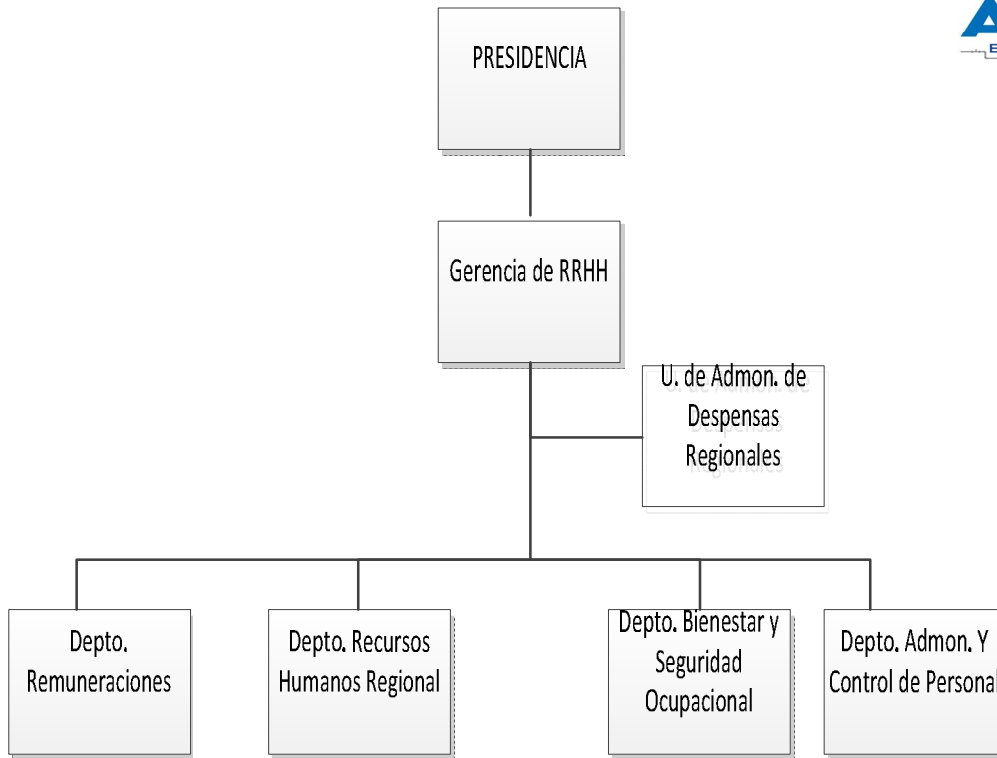 PRESIDENCIA
Gerencia de RRHH
U. de Admon. de
Despensas
Regionales
Depto.
Remuneraciones
Depto. Recursos
Humanos Regional
Depto. Bienestar y
Seguridad
Ocupacional
Depto. Admon. Y
Control de Personal